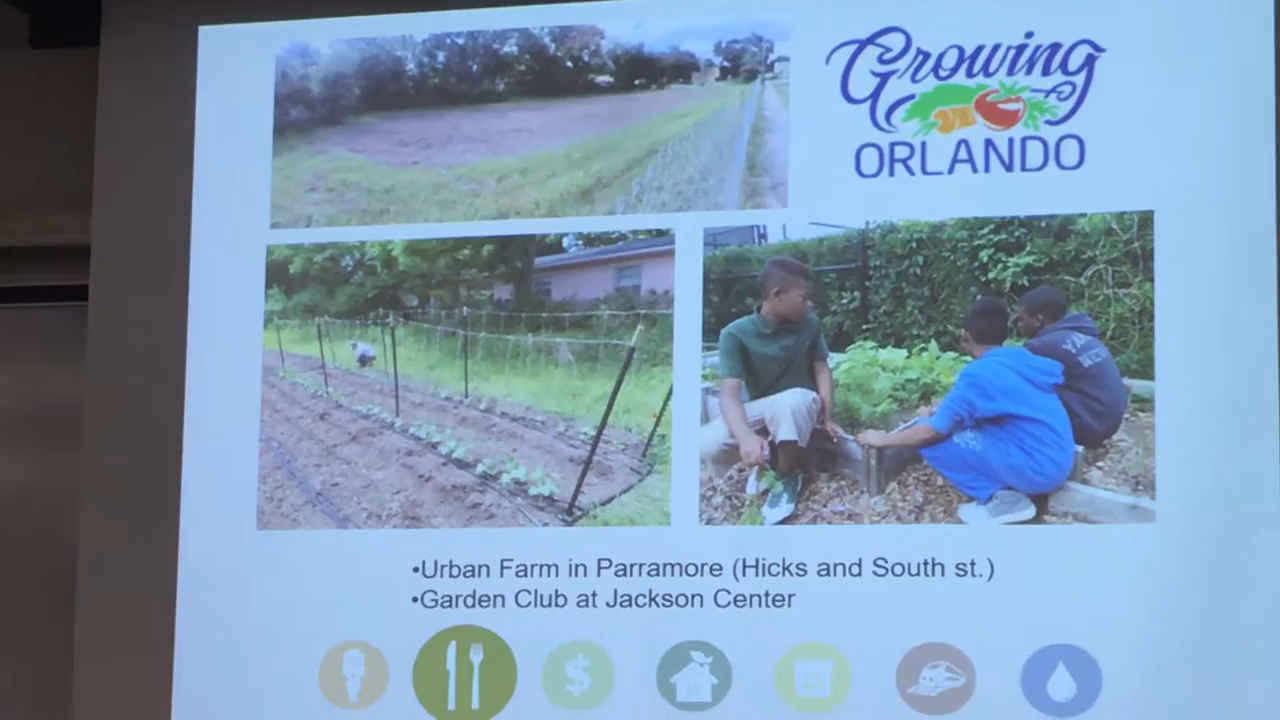 Growing
ORLANDO
•Urban Farm in Parramore (Hicks and South st.)
•Garden Club at Jackson Center
$